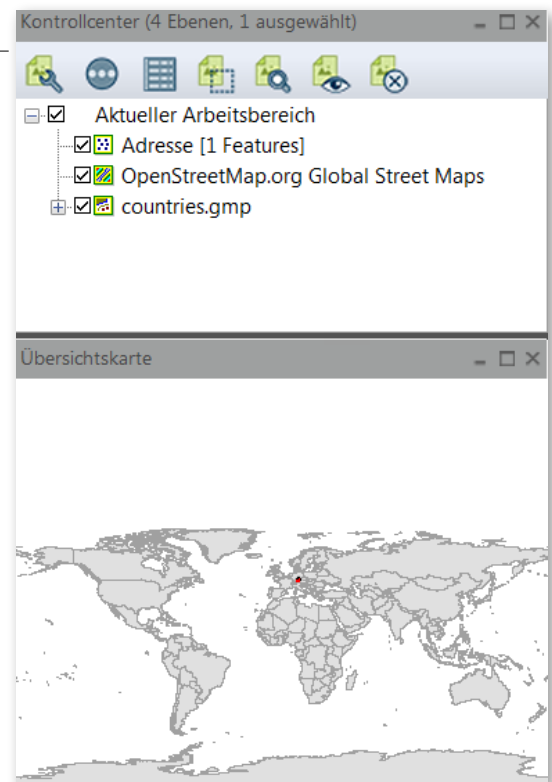 Kontrollcenter (4 Ebenen, 1 ausgewählt)
Aktueller Arbeitsbereich
Adresse [1 Features]
OpenStreetMap.org Global Street Maps
countries.gmp
Übersichtskarte